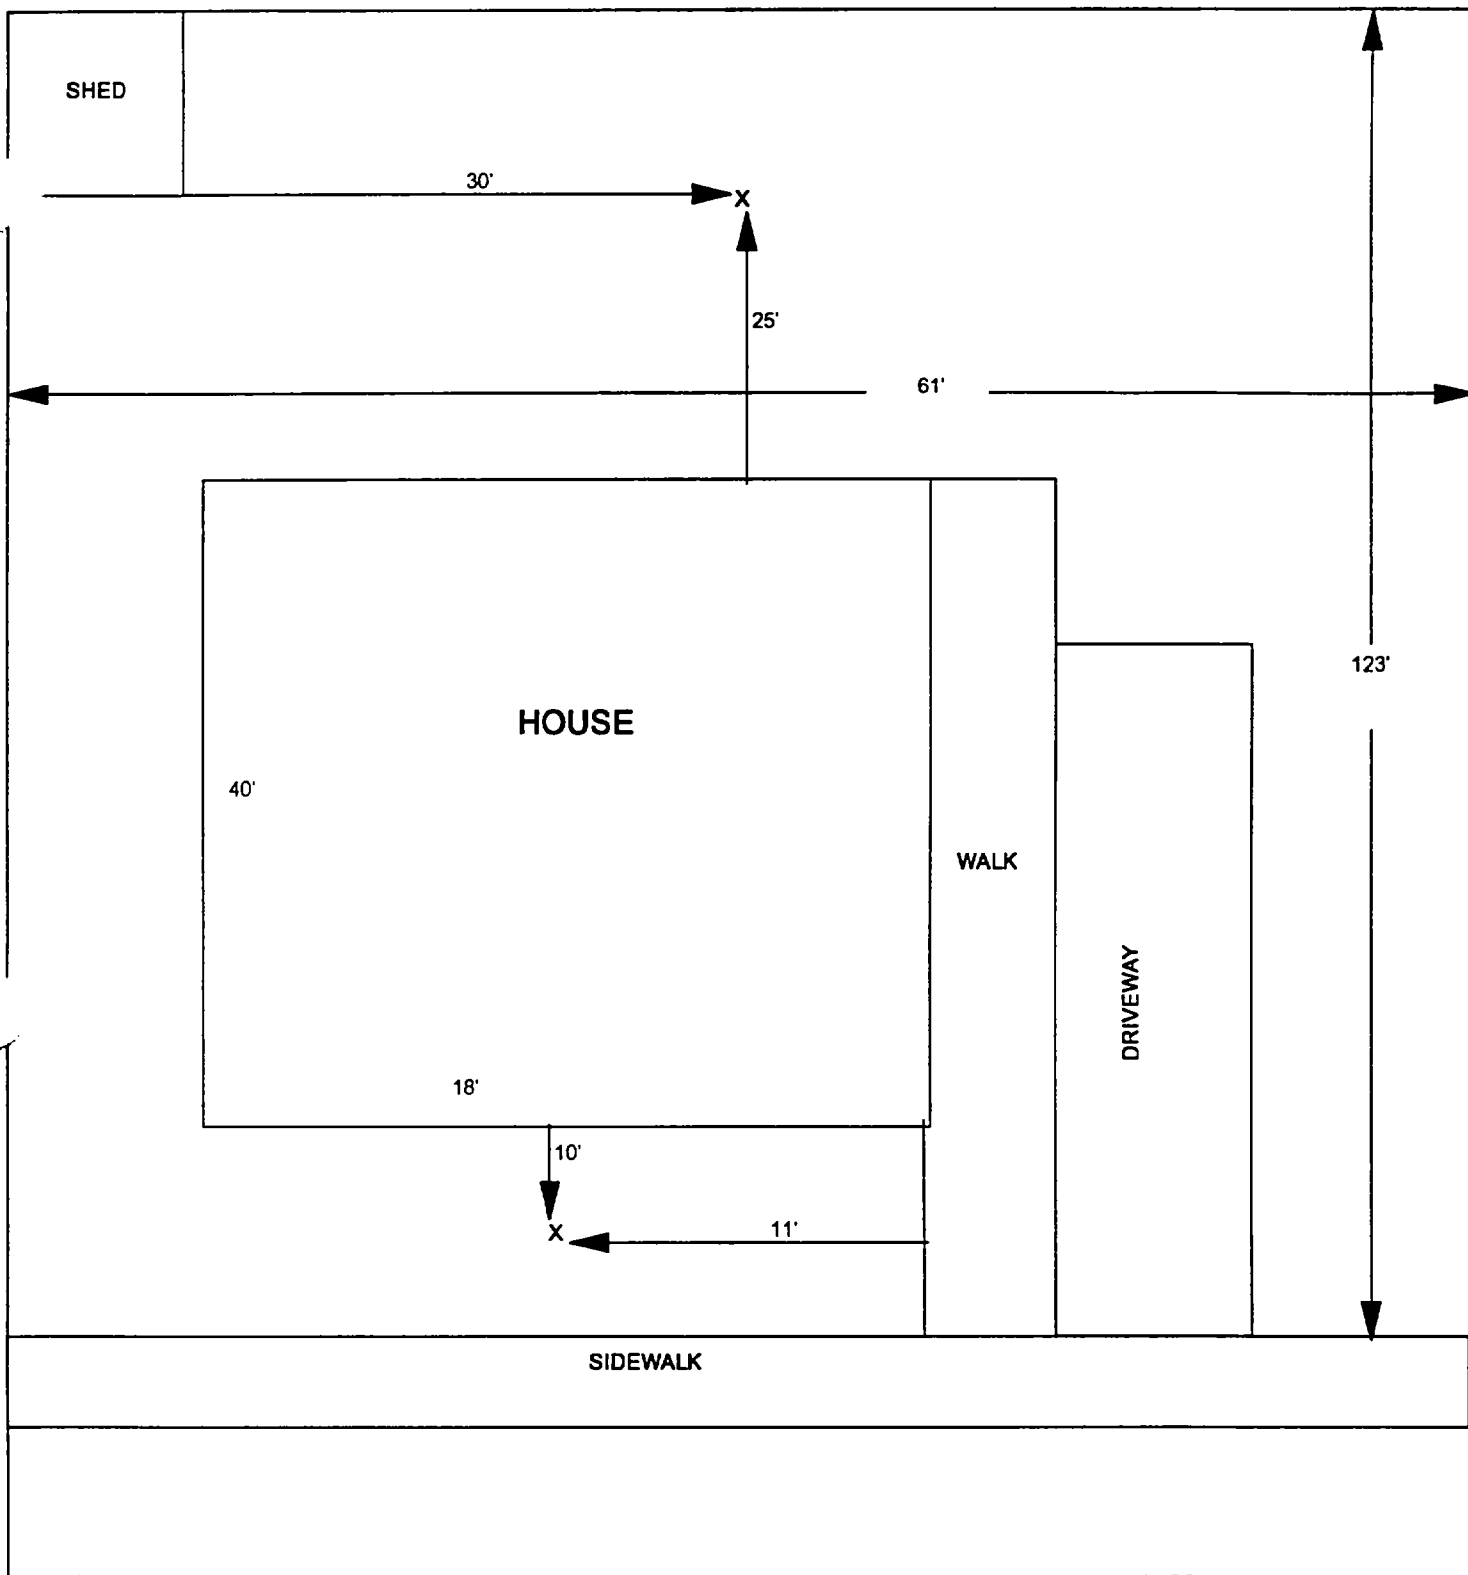 SHED
30'
X
25'
61'
123'
HOUSE
40'
WALK
DRIVEWAY
18'
10'
X
11'
SIDEWALK